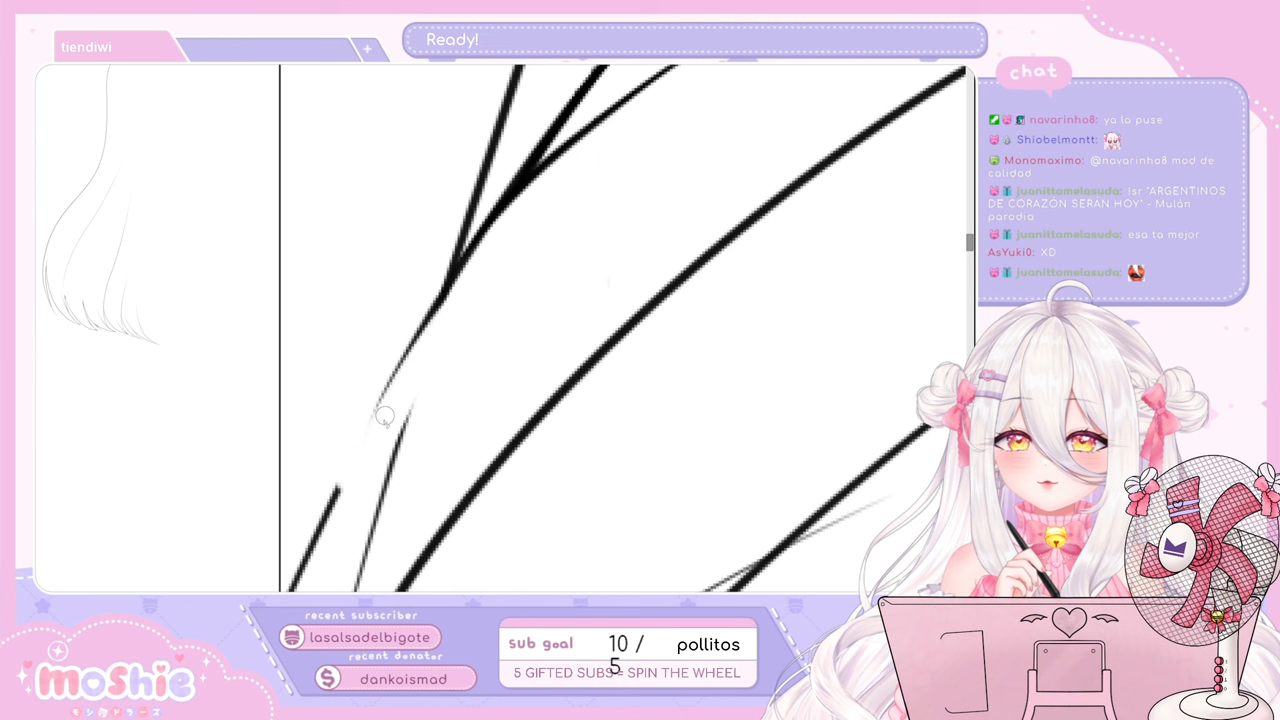 tiendiwi
+
Ready!
chat
navarinho8: ya la puse
Shiobelmontt:
Monomaximo: @navarinho8 mod de
calidad
juanittomelasuda: !sr "ARGENTINOS
DE CORAZÓN SERÁN HOY" - Mulán
parodia
juanittomelasuda: esa ta mejor
AsYuki0: XD
juanittomelasuda:
recent subscriber
lasalsadelbigote
recent donator
dankoismad
sub goal
10 /
5
pollitos
5 GIFTED SUBS = SPIN THE WHEEL
moshie